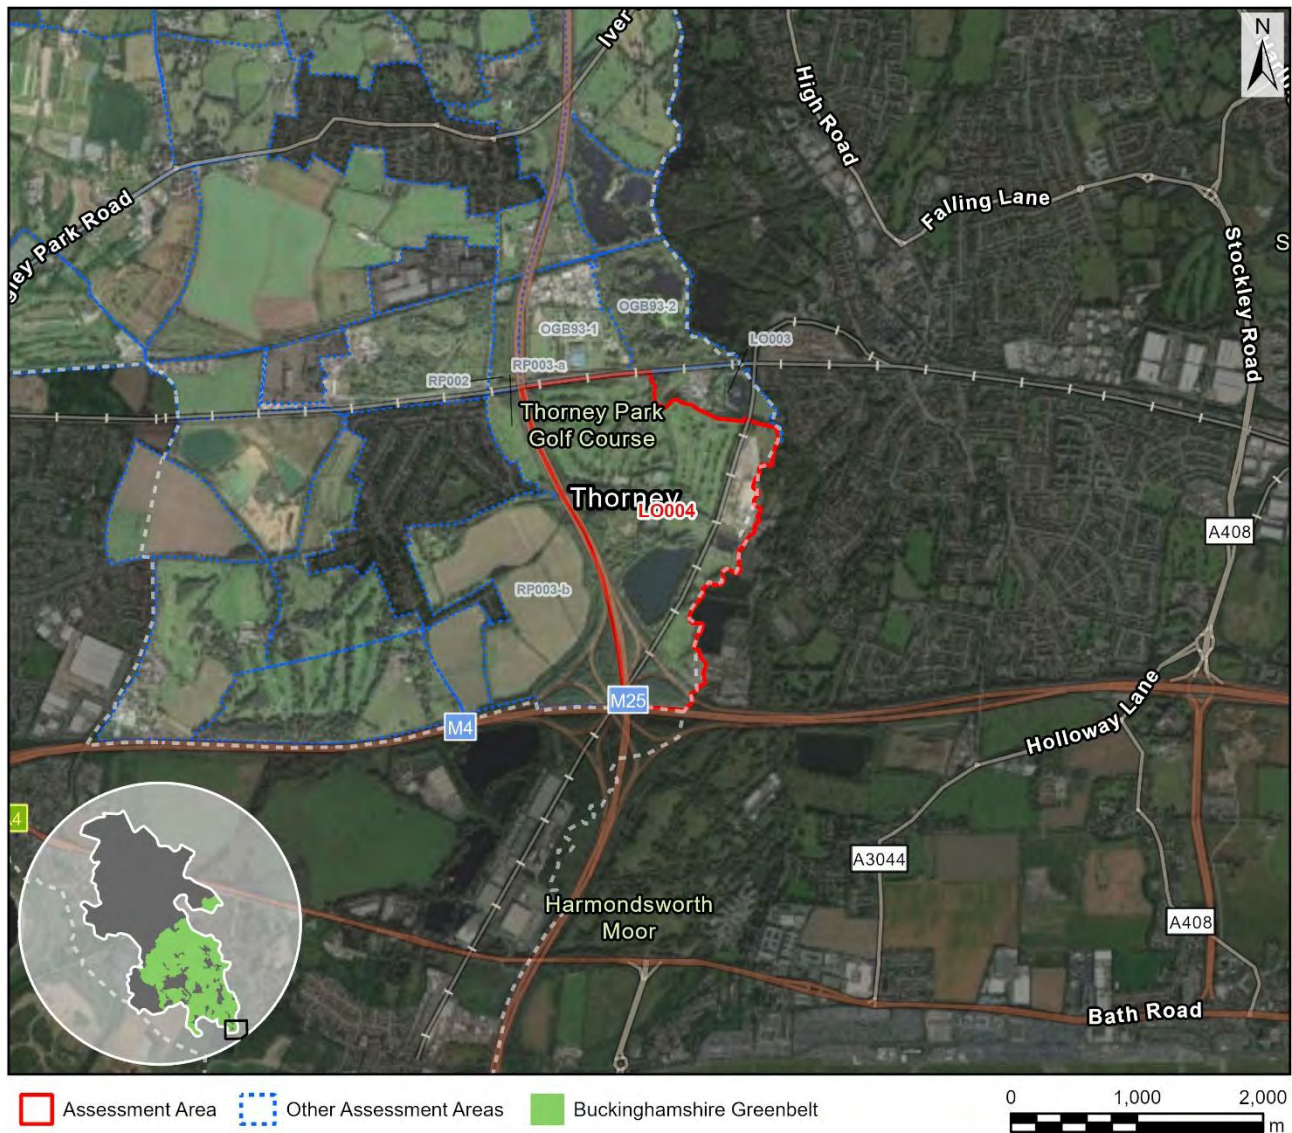 N
Iver
High Road
Falling Lane
gley Park Road
Stockley Road
S
OGB93-2
OGB93-1
LO003
RP003-a
RP002
Thorney Park
Golf Course
Thorney
LO004
A408
RP003-b
M25
M4
Holloway Lane
A4
A3044
Harmondsworth
Moor
A408
Bath Road
Assessment Area
Other Assessment Areas
Buckinghamshire Greenbelt
0 1,000 2,000
m